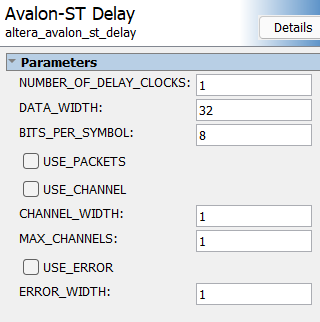 Avalon-ST Delay
altera_avalon_st_delay
Details
Parameters
NUMBER_OF_DELAY_CLOCKS: 1
DATA_WIDTH: 32
BITS_PER_SYMBOL: 8
USE_PACKETS
USE_CHANNEL
CHANNEL_WIDTH: 1
MAX_CHANNELS: 1
USE_ERROR
ERROR_WIDTH: 1